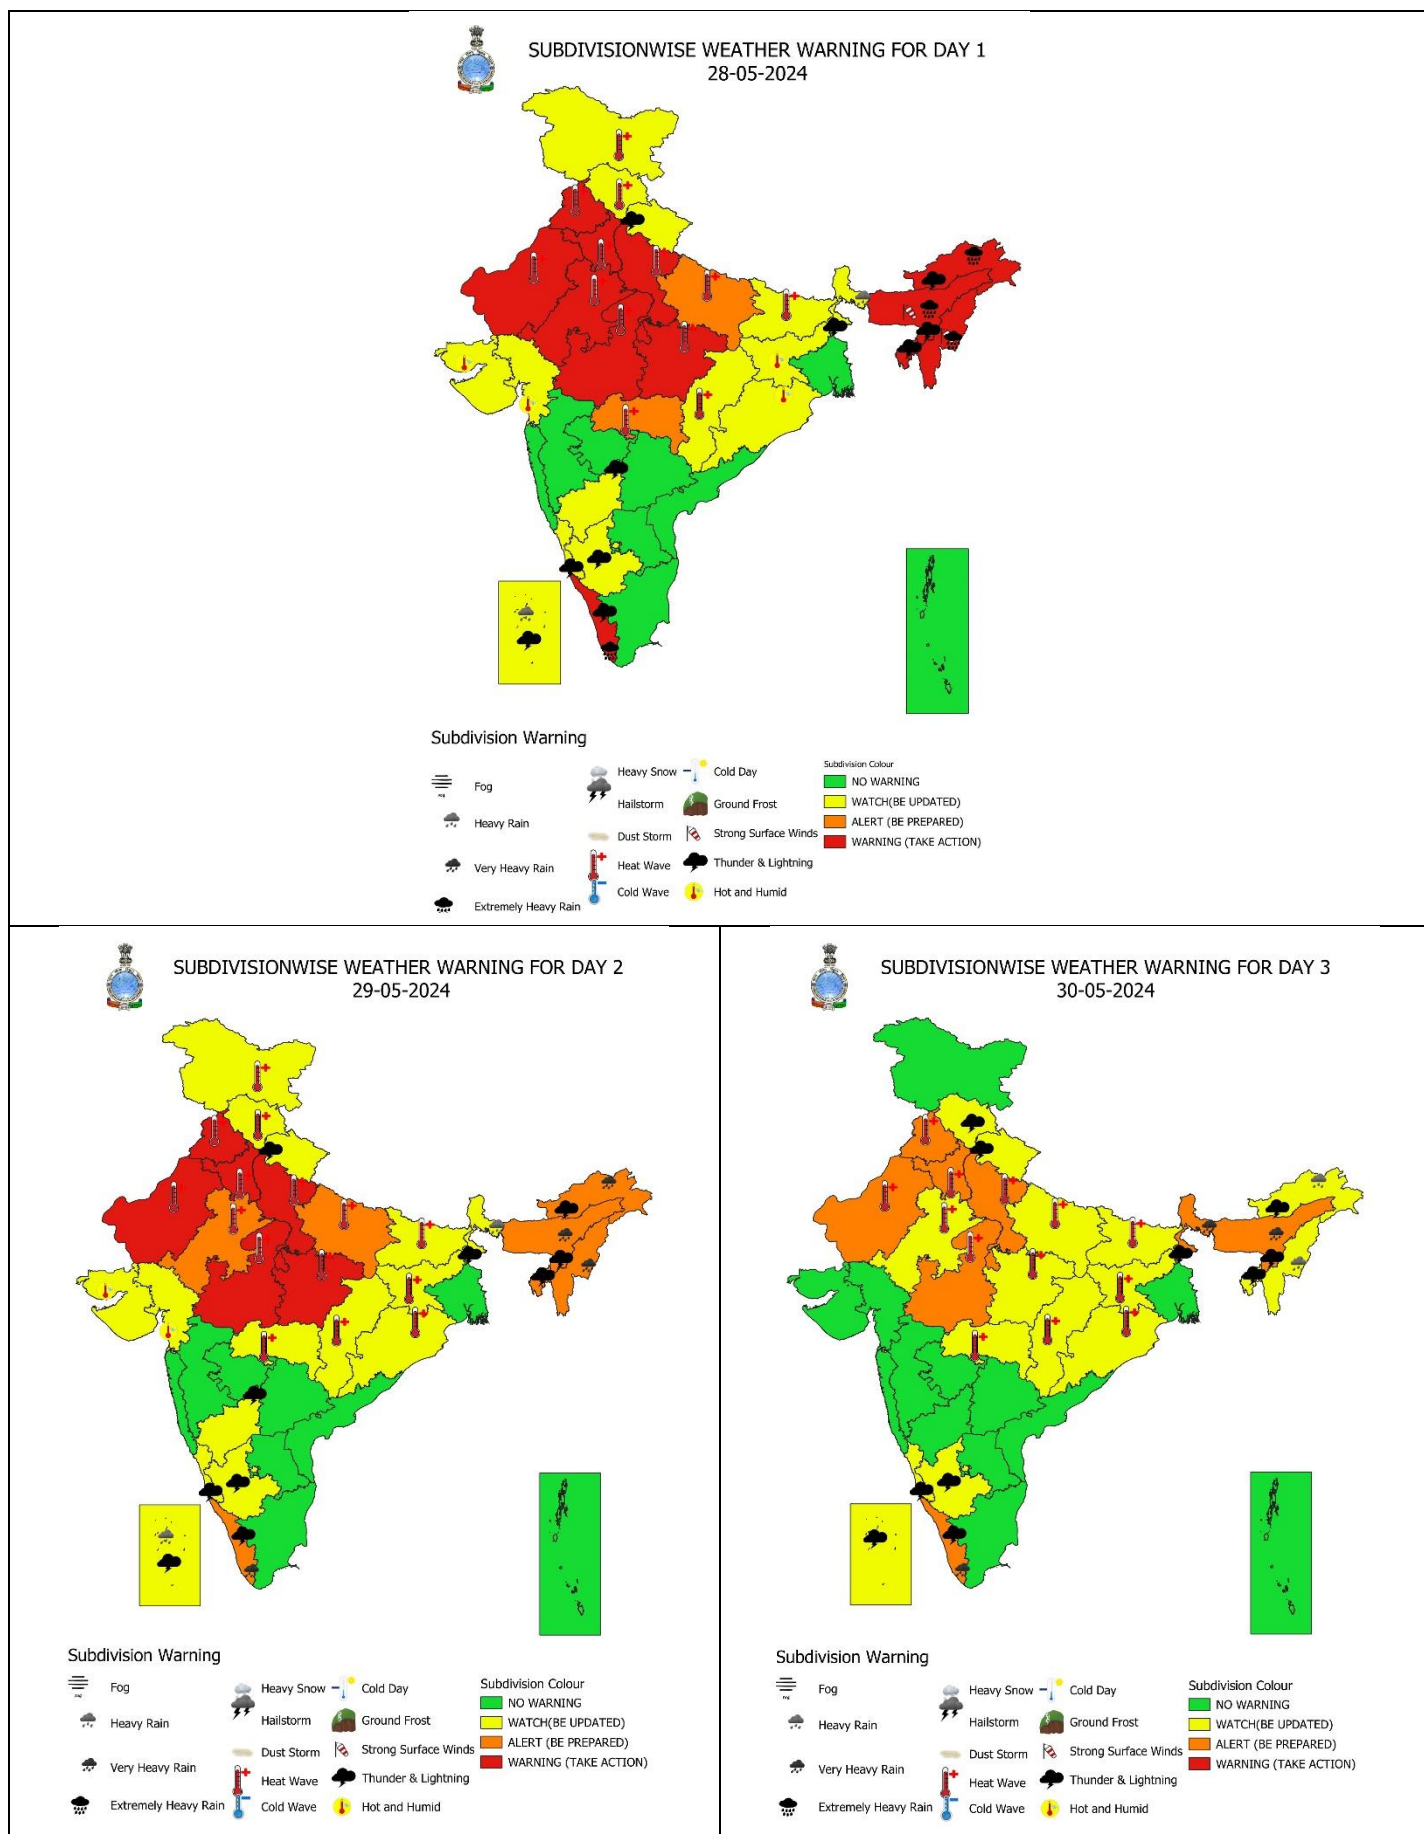 SUBDIVISIONWISE WEATHER WARNING FOR DAY 1
28-05-2024
Subdivision Warning
Fog
Heavy Rain
Very Heavy Rain
Extremely Heavy Rain
Heavy Snow
Hailstorm
Dust Storm
Heat Wave
Cold Wave
Cold Day
Ground Frost
Strong Surface Winds
Thunder & Lightning
Hot and Humid
Subdivision Colour
NO WARNING
WATCH(BE UPDATED)
ALERT (BE PREPARED)
WARNING (TAKE ACTION)
SUBDIVISIONWISE WEATHER WARNING FOR DAY 2
29-05-2024
Subdivision Warning
Fog
Heavy Rain
Very Heavy Rain
Extremely Heavy Rain
Heavy Snow
Hailstorm
Dust Storm
Heat Wave
Cold Wave
Cold Day
Ground Frost
Strong Surface Winds
Thunder & Lightning
Hot and Humid
Subdivision Colour
NO WARNING
WATCH(BE UPDATED)
ALERT (BE PREPARED)
WARNING (TAKE ACTION)
SUBDIVISIONWISE WEATHER WARNING FOR DAY 3
30-05-2024
Subdivision Warning
Fog
Heavy Rain
Very Heavy Rain
Extremely Heavy Rain
Heavy Snow
Hailstorm
Dust Storm
Heat Wave
Cold Wave
Cold Day
Ground Frost
Strong Surface Winds
Thunder & Lightning
Hot and Humid
Subdivision Colour
NO WARNING
WATCH(BE UPDATED)
ALERT (BE PREPARED)
WARNING (TAKE ACTION)